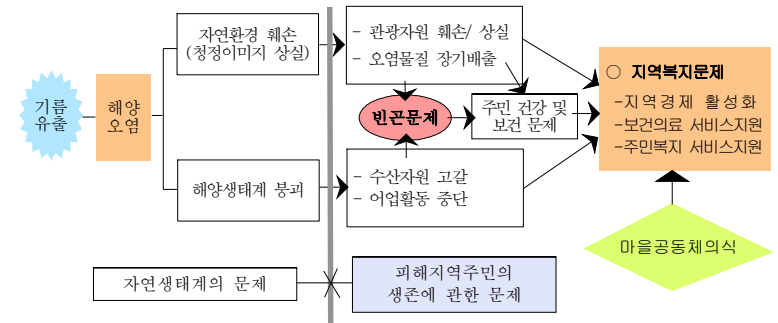 기름
유출
해양
오염
자연환경 훼손
(청정이미지 상실)
해양생태계 붕괴
- 관광자원 훼손/ 상실
- 오염물질 장기배출
빈곤문제
주민 건강 및
보건 문제
- 수산자원 고갈
- 어업활동 중단
○ 지역복지문제
-지역경제 활성화
-보건의료 서비스지원
-주민복지 서비스지원
마을공동체의식
자연생태계의 문제
피해지역주민의
생존에 관한 문제